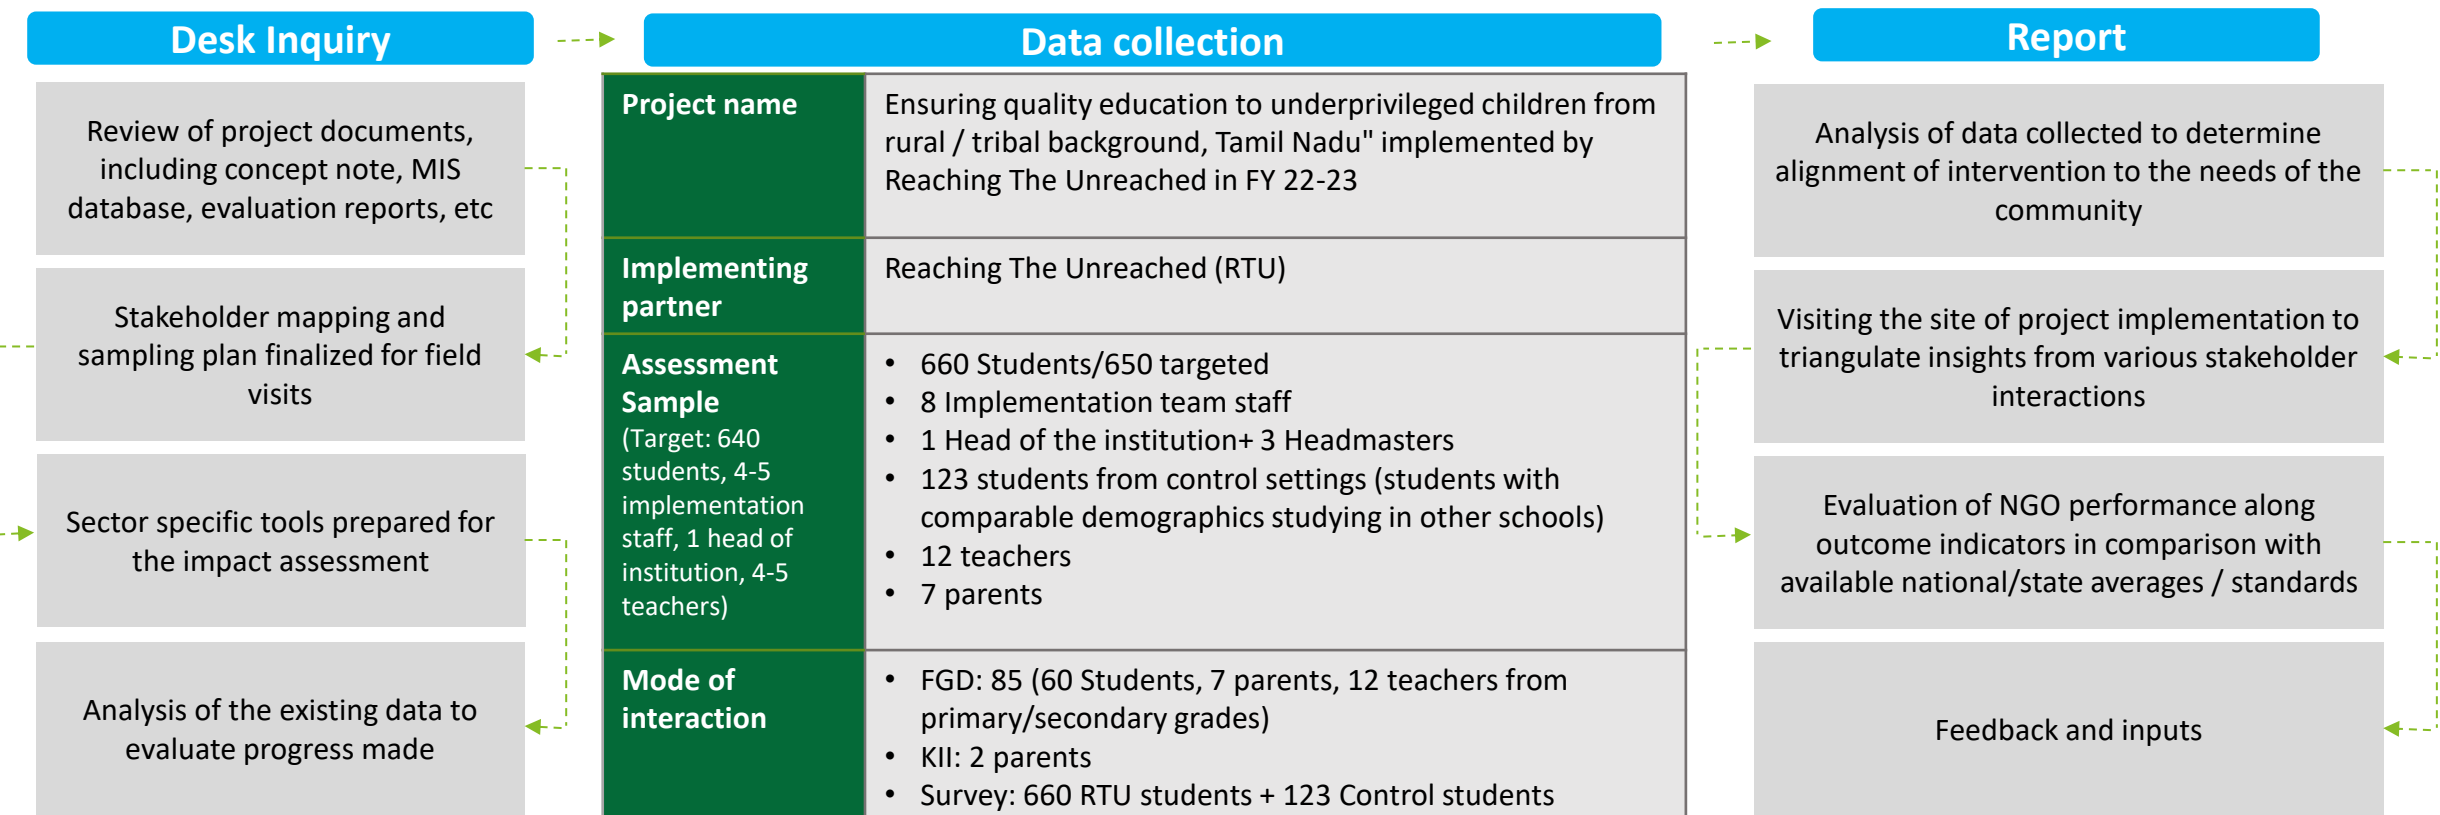 Desk Inquiry
Review of project documents,
including concept note, MIS
database, evaluation reports, etc
Stakeholder mapping and
sampling plan finalized for field
visits
Sector specific tools prepared for
the impact assessment
Analysis of the existing data to
evaluate progress made
Data collection
Project name
Ensuring quality education to underprivileged children from
rural / tribal background, Tamil Nadu" implemented by
Reaching The Unreached in FY 22-23
Implementing
partner
Reaching The Unreached (RTU)
Assessment
Sample
(Target: 640
students, 4-5
implementation
staff, 1 head of
institution, 4-5
teachers)
• 660 Students/650 targeted
• 8 Implementation team staff
• 1 Head of the institution+ 3 Headmasters
• 123 students from control settings (students with
comparable demographics studying in other schools)
• 12 teachers
• 7 parents
Mode of
interaction
• FGD: 85 (60 Students, 7 parents, 12 teachers from
primary/secondary grades)
• KII: 2 parents
• Survey: 660 RTU students + 123 Control students
Report
Analysis of data collected to determine
alignment of intervention to the needs of the
community
Visiting the site of project implementation to
triangulate insights from various stakeholder
interactions
Evaluation of NGO performance along
outcome indicators in comparison with
available national/state averages / standards
Feedback and inputs